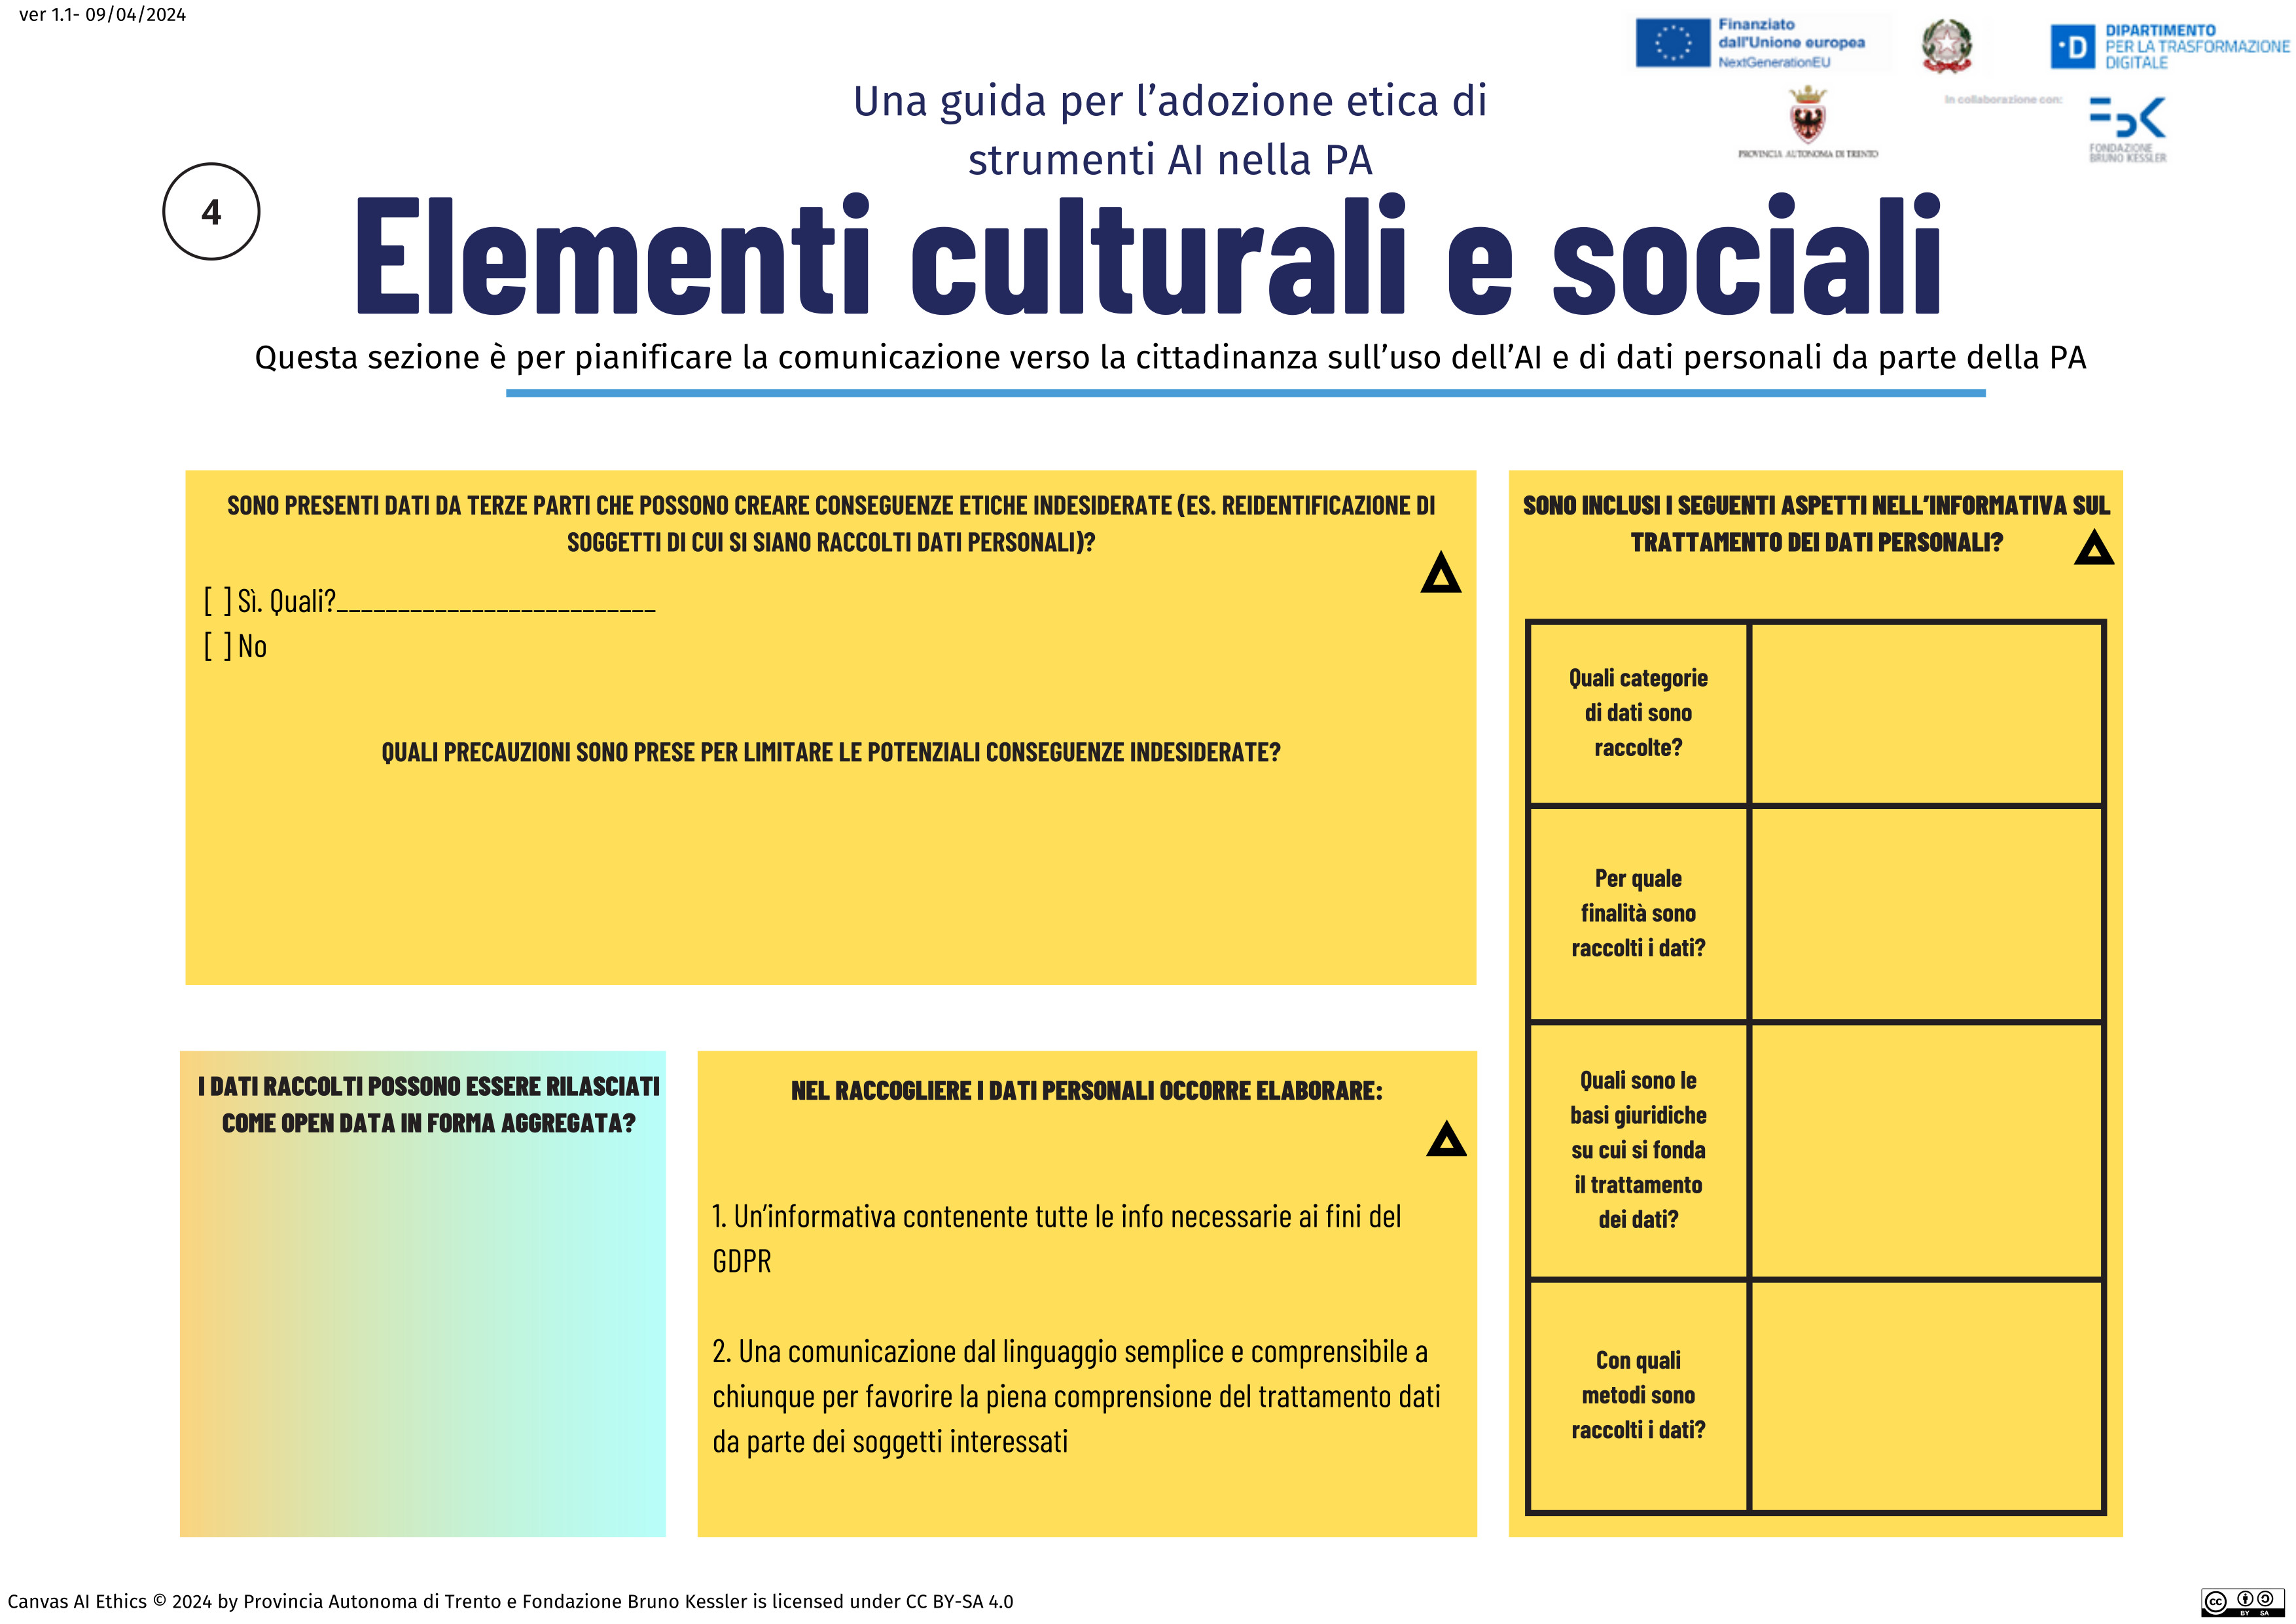 ver 1.1- 09/04/2024
Finanziato
dall'Unione europea
NextGenerationEU
·D
DIPARTIMENTO
PER LA TRASFORMAZIONE
DIGITALE
PROVINCIA AUTONOMA DI TRENTO
In collaborazione con:
FONDAZIONE
BRUNO KESSLER
Una guida per l’adozione etica di
strumenti AI nella PA
4
Elementi culturali e sociali
Questa sezione è per pianificare la comunicazione verso la cittadinanza sull’uso dell’AI e di dati personali da parte della PA
SONO PRESENTI DATI DA TERZE PARTI CHE POSSONO CREARE CONSEGUENZE ETICHE INDESIDERATE (ES. REIDENTIFICAZIONE DI
SOGGETTI DI CUI SI SIANO RACCOLTI DATI PERSONALI)?
[ ] Sì. Quali?__________________________
[ ] No
QUALI PRECAUZIONI SONO PRESE PER LIMITARE LE POTENZIALI CONSEGUENZE INDESIDERATE?
I DATI RACCOLTI POSSONO ESSERE RILASCIATI
COME OPEN DATA IN FORMA AGGREGATA?
NEL RACCOGLIERE I DATI PERSONALI OCCORRE ELABORARE:
1. Un’informativa contenente tutte le info necessarie ai fini del
GDPR
2. Una comunicazione dal linguaggio semplice e comprensibile a
chiunque per favorire la piena comprensione del trattamento dati
da parte dei soggetti interessati
SONO INCLUSI I SEGUENTI ASPETTI NELL’INFORMATIVA SUL
TRATTAMENTO DEI DATI PERSONALI?
Quali categorie
di dati sono
raccolte?
Per quale
finalità sono
raccolti i dati?
Quali sono le
basi giuridiche
su cui si fonda
il trattamento
dei dati?
Con quali
metodi sono
raccolti i dati?
Canvas AI Ethics © 2024 by Provincia Autonoma di Trento e Fondazione Bruno Kessler is licensed under CC BY-SA 4.0
cc
BY SA